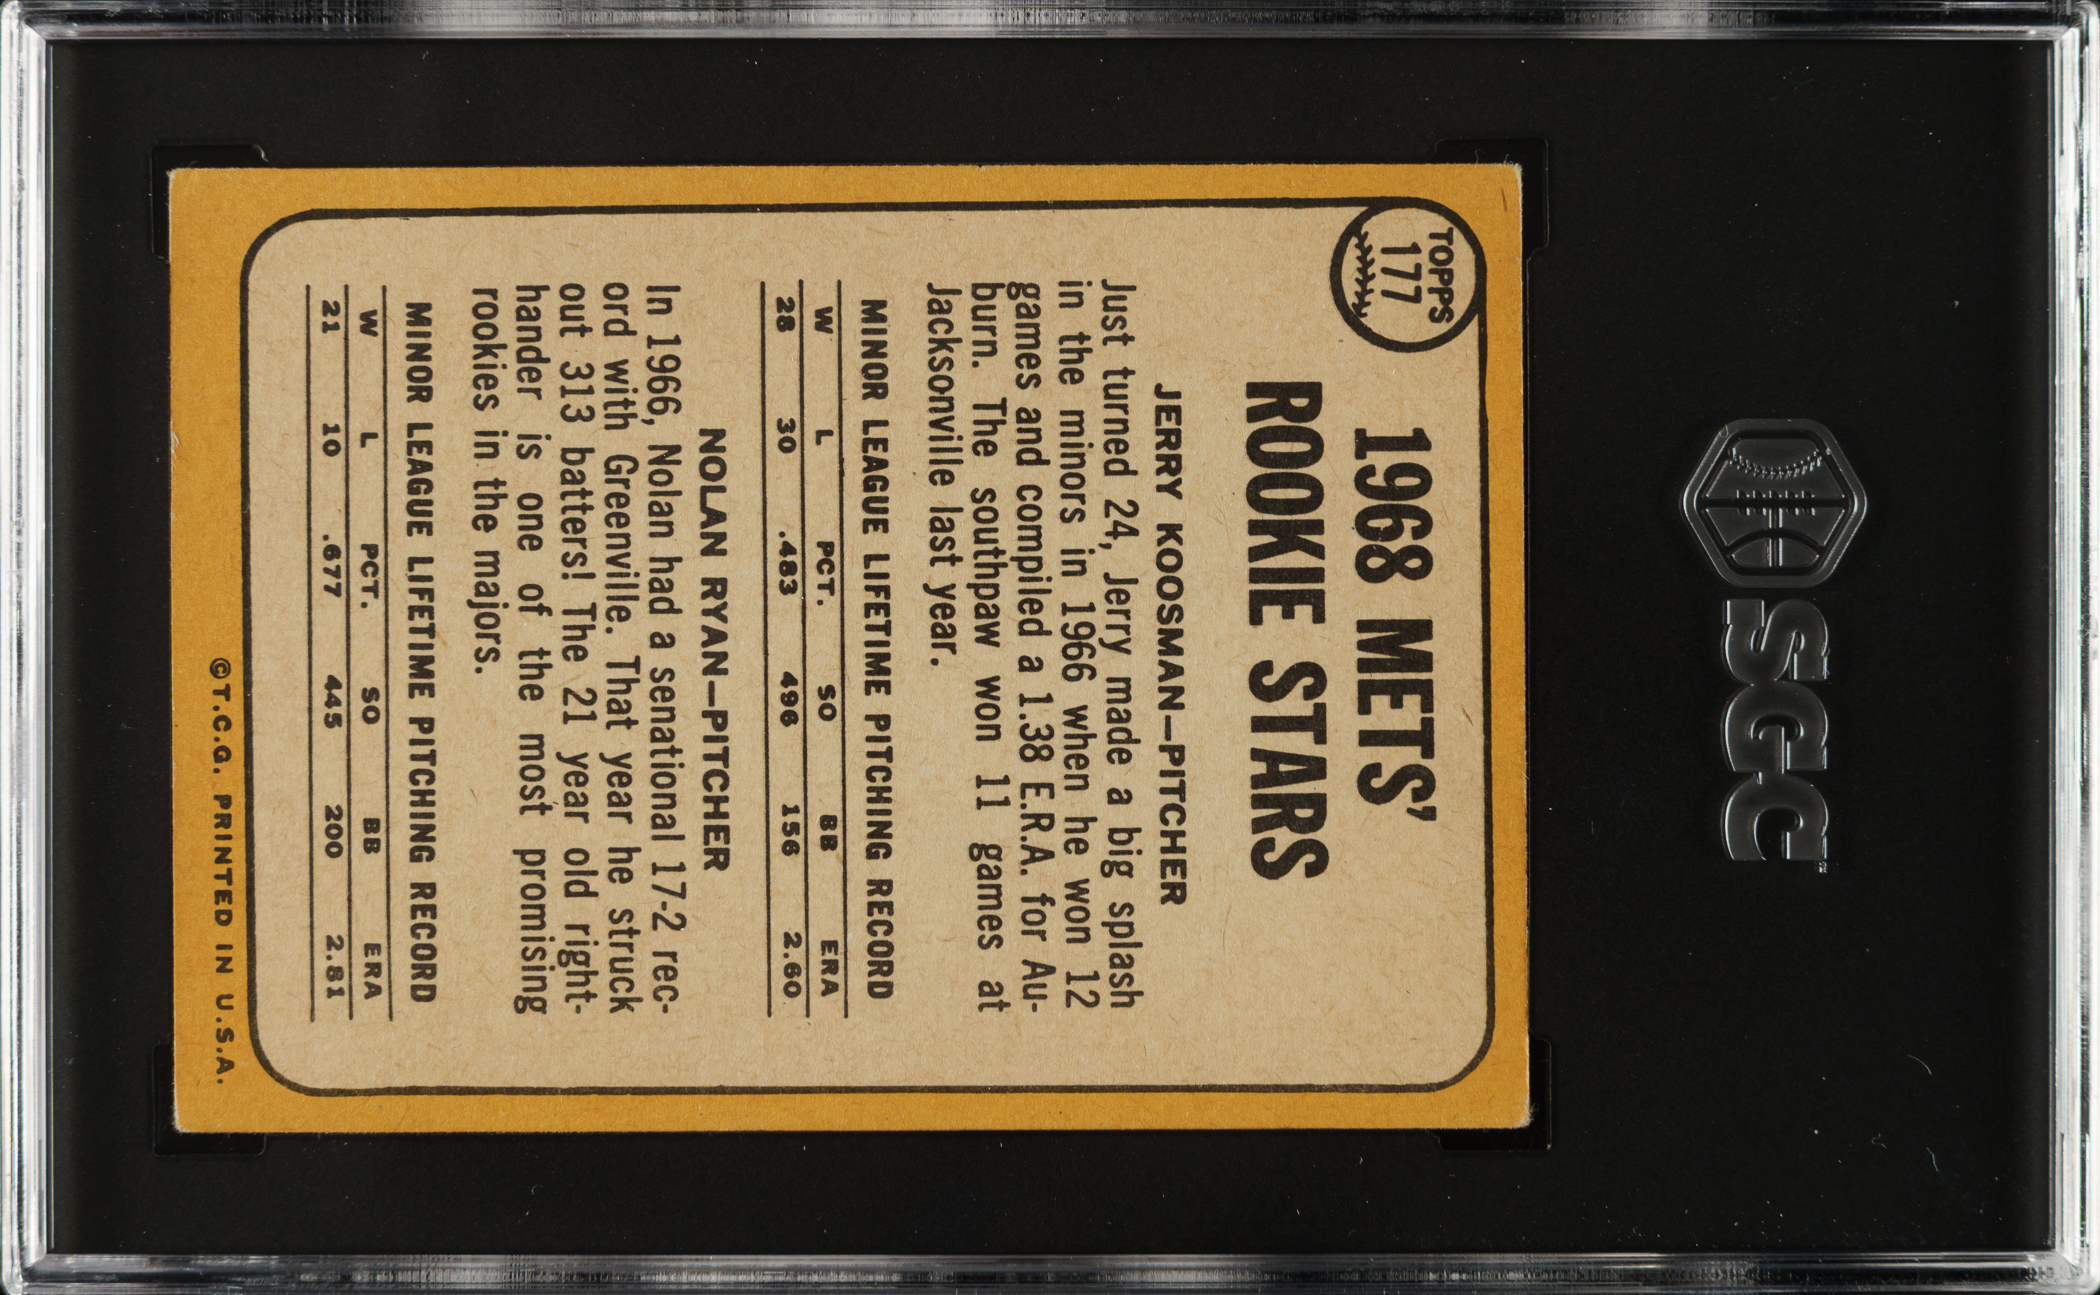 SGC
TOPPS
177
1968 METS'
ROOKIE STARS
JERRY KOOSMAN—PITCHER
Just turned 24, Jerry made a big splash
in the minors in 1966 when he won 12
games and compiled a 1.38 E.R.A. for Au-
burn. The southpaw won 11 games at
Jacksonville last year.
MINOR LEAGUE LIFETIME PITCHING RECORD
W L PCT. SO BB ERA
28 30 .483 496 156 2.60
NOLAN RYAN—PITCHER
In 1966, Nolan had a senational 17-2 rec-
ord with Greenville. That year he struck
out 313 batters! The 21 year old right-
hander is one of the most promising
rookies in the majors.
MINOR LEAGUE LIFETIME PITCHING RECORD
W L PCT. SO BB ERA
21 10 .677 445 200 2.81
©T.C.G. PRINTED IN U.S.A.